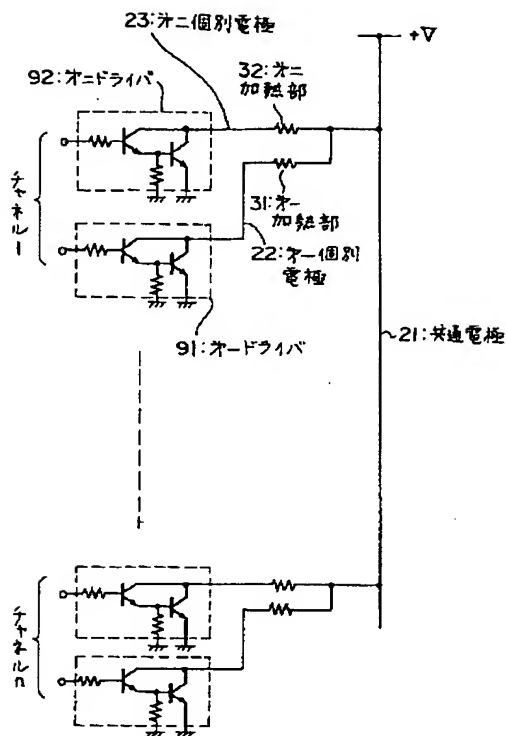 23:オ二個別電極
92:オ二ドライバ
32:オ二
加熱部
+V
チャネル1
31:オ一
加熱部
22:オ一個別
電極
91:オ一ドライバ
21:共通電極
チャネルn